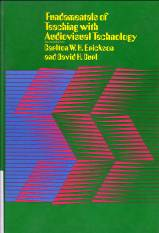 Fundamentals of
Teaching with
Audiovisual Technology
Carlton W. H. Erickson
and David H. Curl